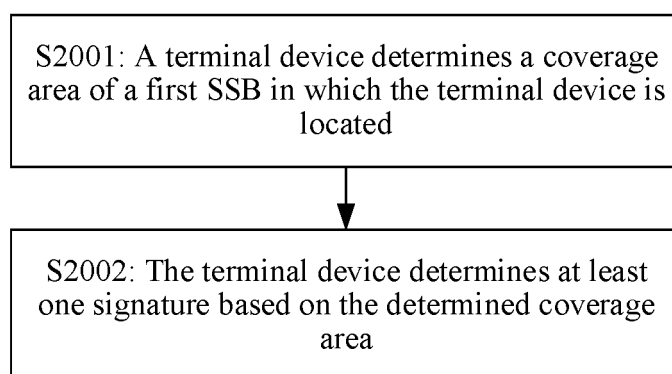 S2001: A terminal device determines a coverage
area of a first SSB in which the terminal device is
located
S2002: The terminal device determines at least
one signature based on the determined coverage
area